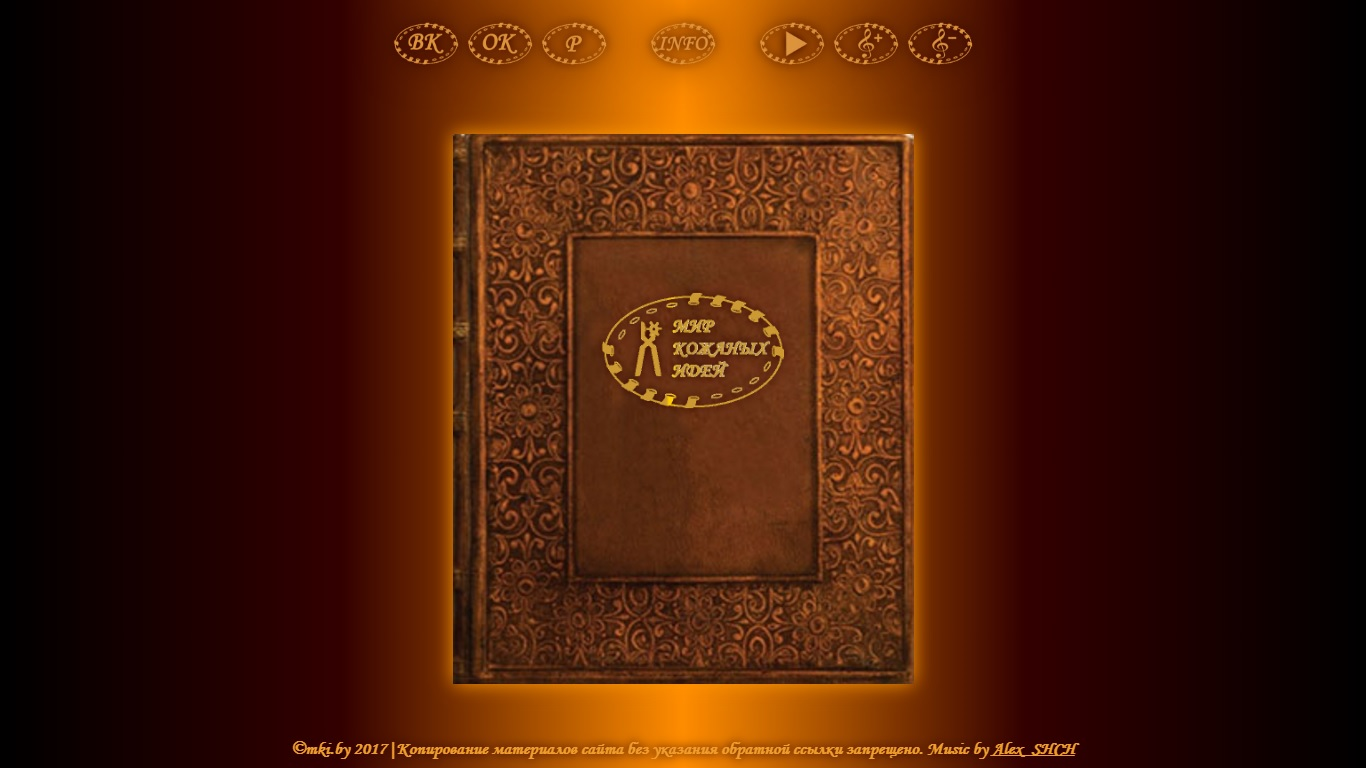 ВК ОК P INFO
МИР
КОЖАНЫХ
ИДЕЙ
©mki.by 2017|Копирование материалов сайта без указания обратной ссылки запрещено. Music by Alex_SHCH